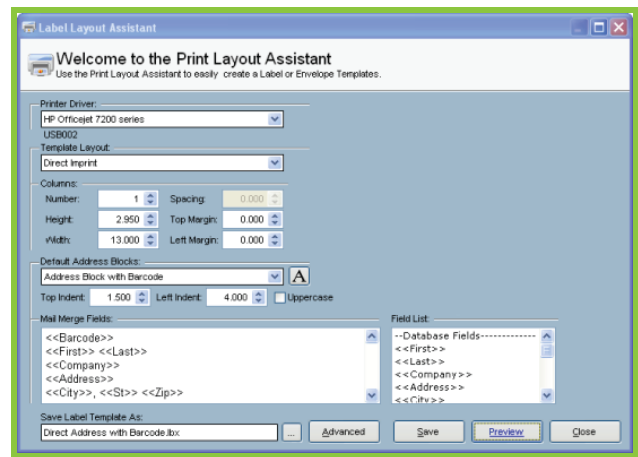 Label Layout Assistant
Welcome to the Print Layout Assistant
Use the Print Layout Assistant to easily create a Label or Envelope Templates.
Printer Driver:
HP Officejet 7200 series
USB002
Template Layout:
Direct Imprint
Columns:
Number: 1 Spacing: 0.000
Height: 2.950 Top Margin: 0.000
Width: 13.000 Left Margin: 0.000
Default Address Blocks:
Address Block with Barcode A
Top Indent: 1.500 Left Indent: 4.000 Uppercase
Mail Merge Fields: Field List:
<<Barcode>> --Database Fields-------------
<<First>> <<Last>> <<First>>
<<Company>> <<Last>>
<<Address>> <<Company>>
<<City>>, <<St>> <<Zip>> <<Address>>
<<City>>
Save Label Template As:
Direct Address with Barcode.lbx ... Advanced Save Preview Close